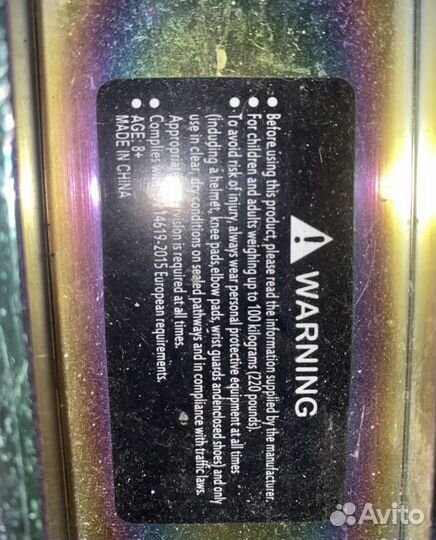 WARNING
• Before using this product, please read the information supplied by the manufacturer.
• For children and adults weighing up to 100 kilograms (220 pounds).
• To avoid risk of injury, always wear personal protective equipment at all times
(including a helmet, knee pads,elbow pads, wrist guards andenclosed shoes) and only
use in clear, dry conditions on sealed pathways and in compliance with traffic laws.
is required at all times.
• Complies 14619-2015 European requirements.
• AGE: 8+
MADE IN CHINA
Avito